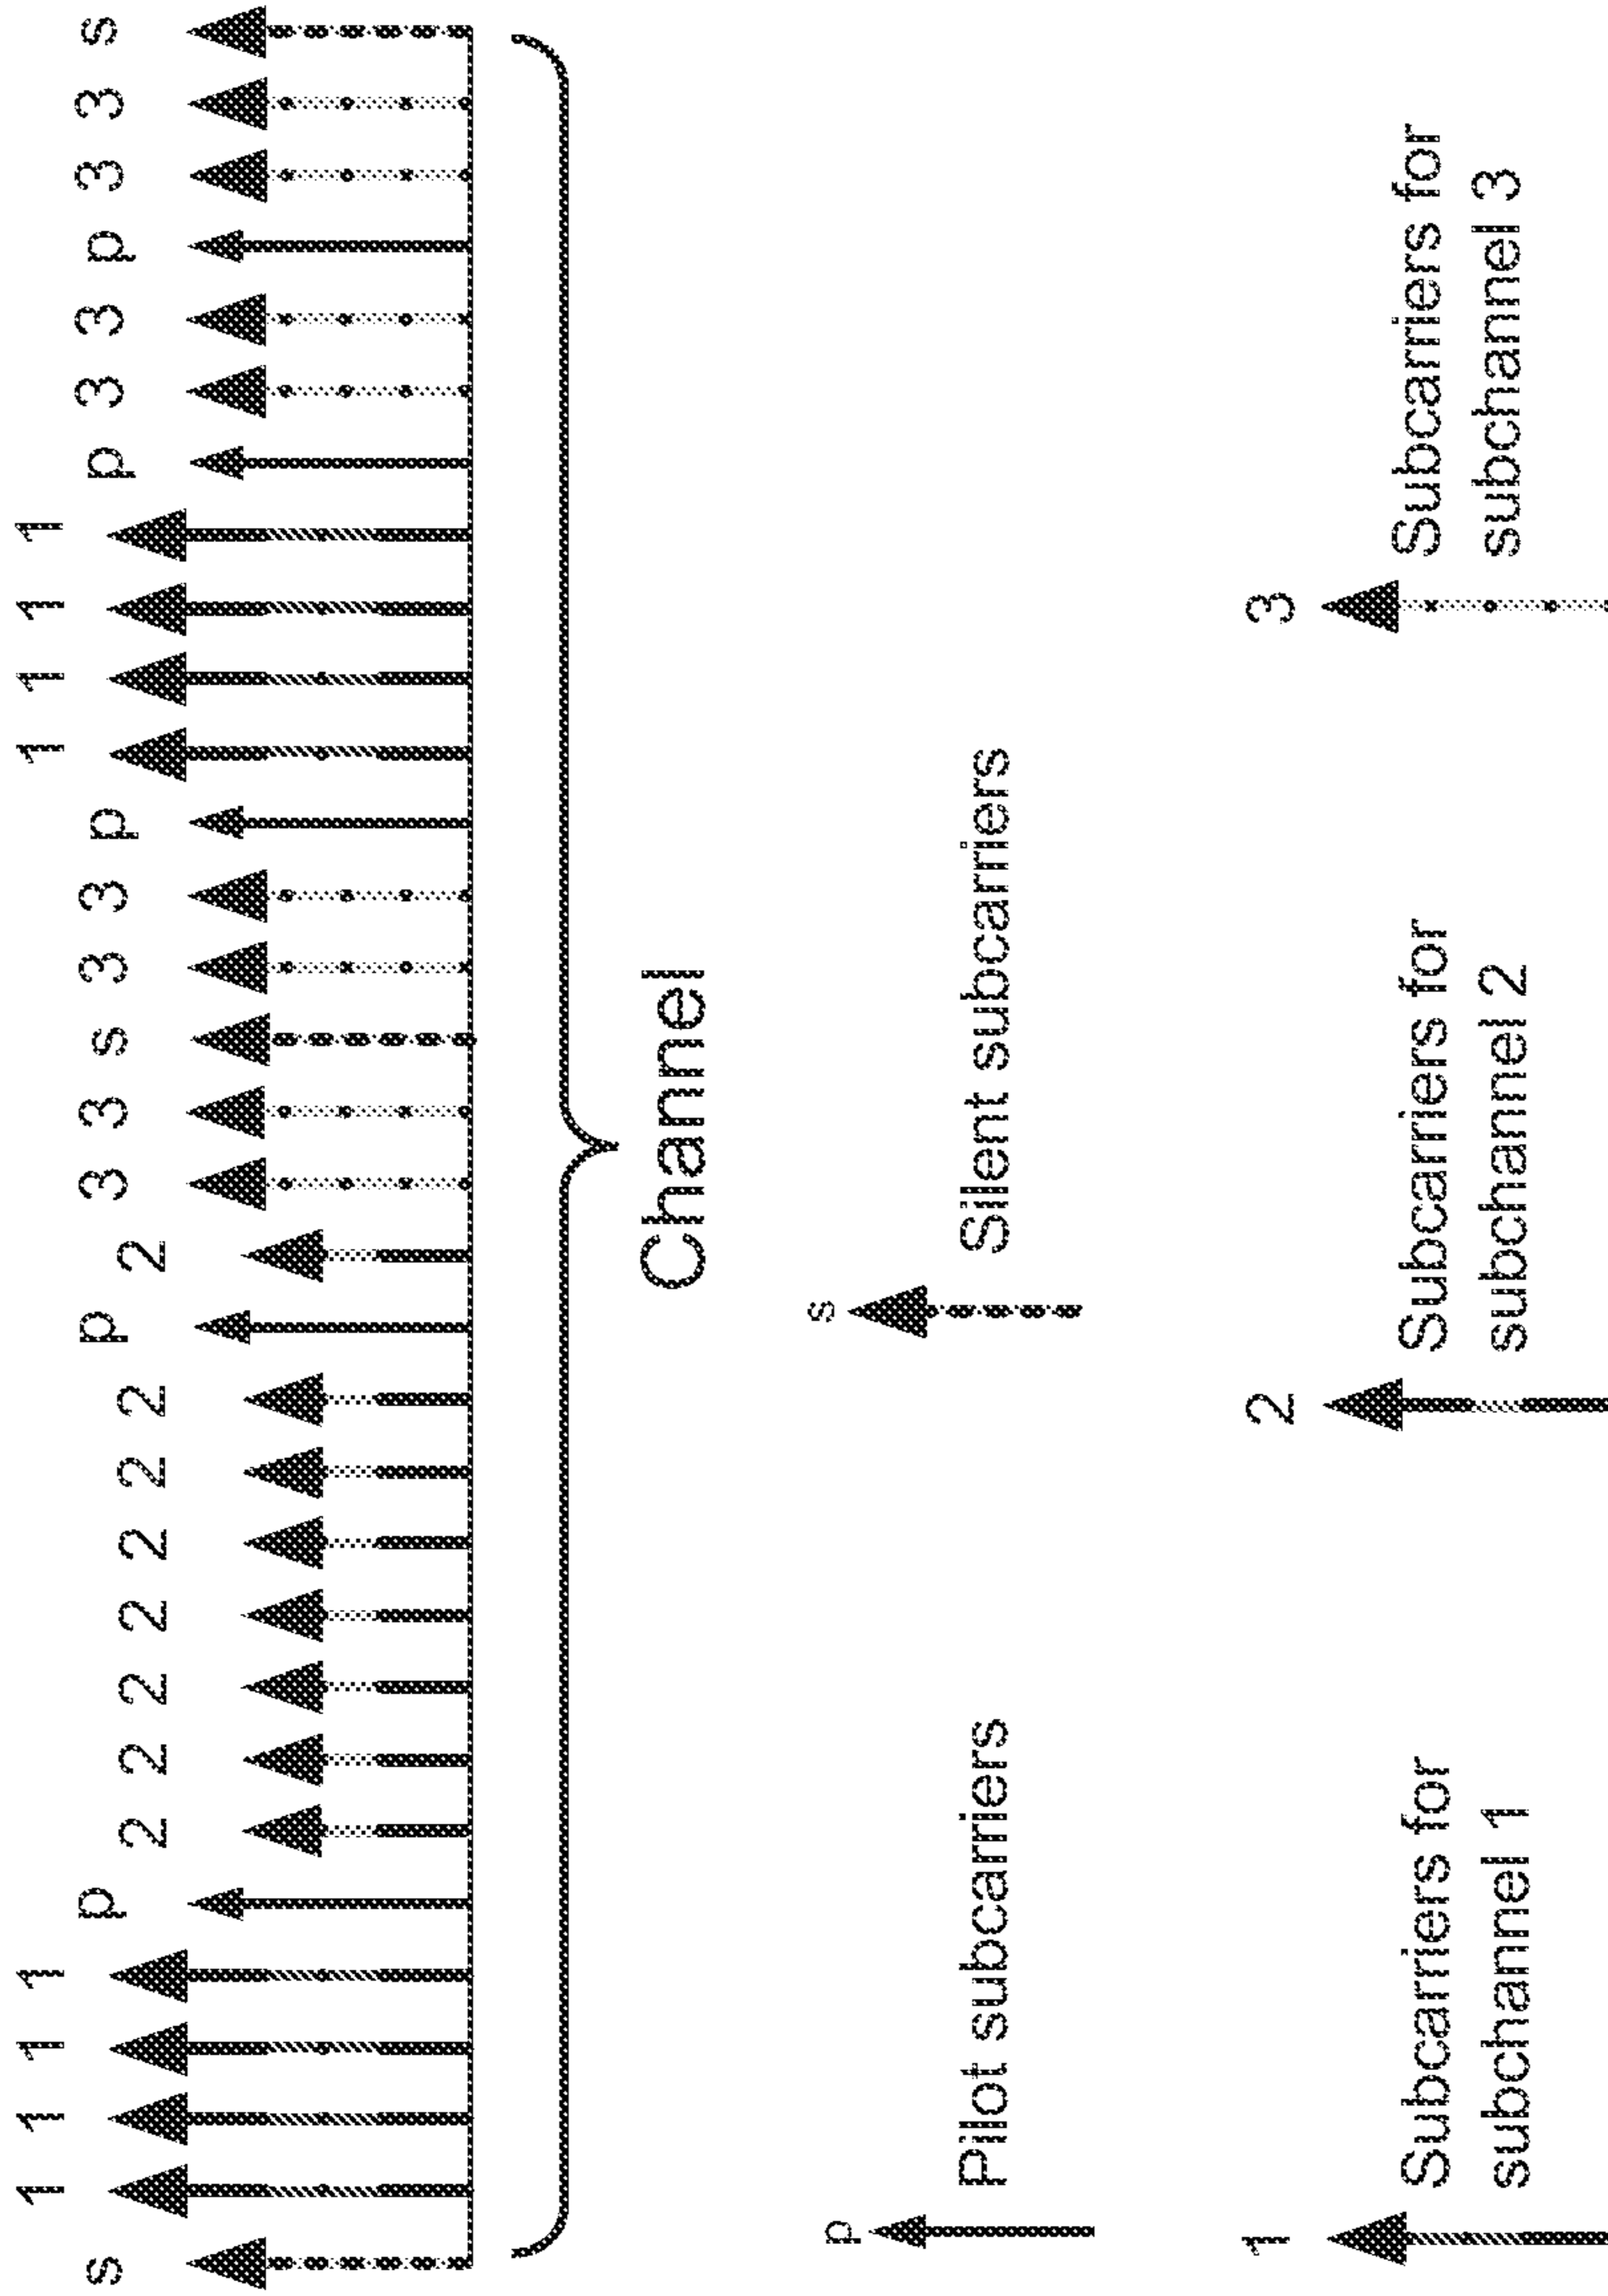 s 1 1 1 1 p 2 2 2 2 2 2 2 p 2 3 3 s 3 3 p 1 1 1 1 p 3 3 p 3 3 s
Channel
p
Pilot subcarriers
s
Silent subcarriers
1
Subcarriers for
subchannel 1
2
Subcarriers for
subchannel 2
3
Subcarriers for
subchannel 3